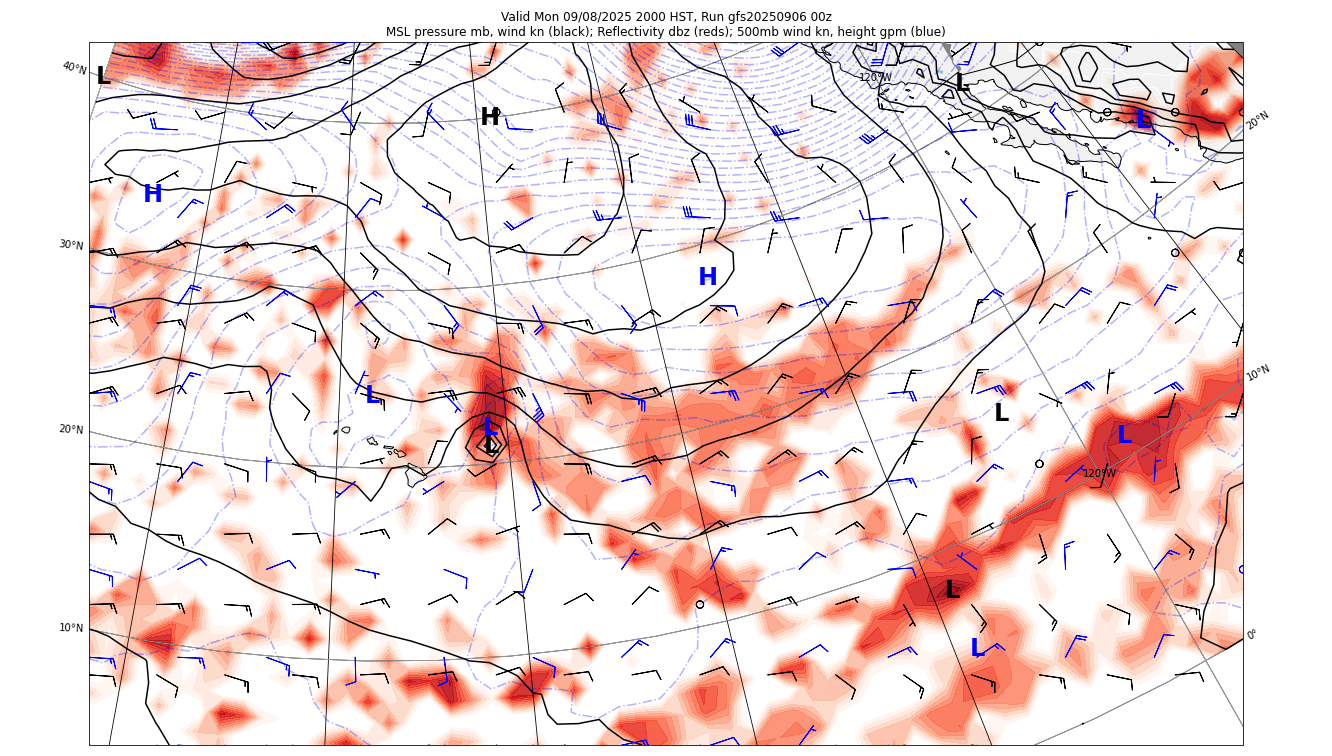 Valid Mon 09/08/2025 2000 HST, Run gfs20250906 00z
MSL pressure mb, wind kn (black); Reflectivity dbz (reds); 500mb wind kn, height gpm (blue)
40°N
L
120°W
L
H
L
20°N
H
30°N
H
10°N
L
L
20°N
L
L
L
120°W
L
10°N
L
0°